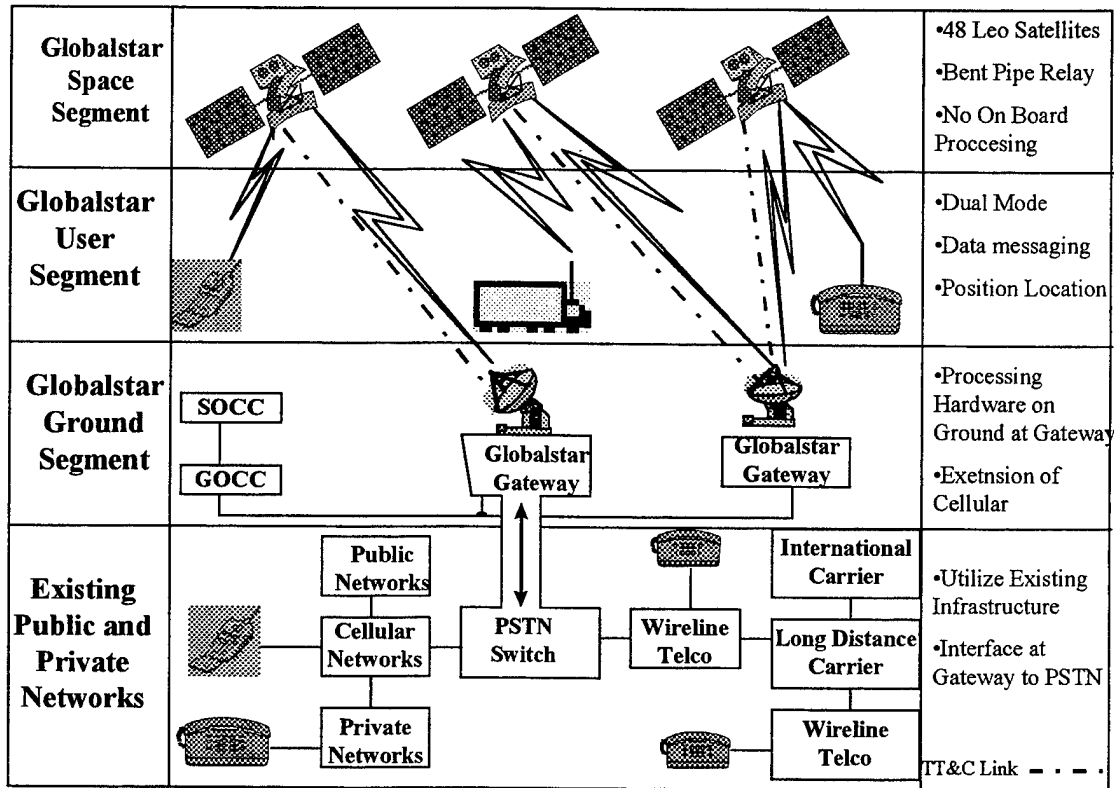 Globalstar
Space
Segment
•48 Leo Satellites
•Bent Pipe Relay
•No On Board
Proccesing
Globalstar
User
Segment
•Dual Mode
•Data messaging
•Position Location
Globalstar
Ground
Segment
SOCC
GOCC
Globalstar
Gateway
Globalstar
Gateway
•Processing
Hardware on
Ground at Gateway
•Exetnsion of
Cellular
Existing
Public and
Private
Networks
Public
Networks
Cellular
Networks
Private
Networks
PSTN
Switch
Wireline
Telco
International
Carrier
Long Distance
Carrier
Wireline
Telco
•Utilize Existing
Infrastructure
•Interface at
Gateway to PSTN
TT&C Link